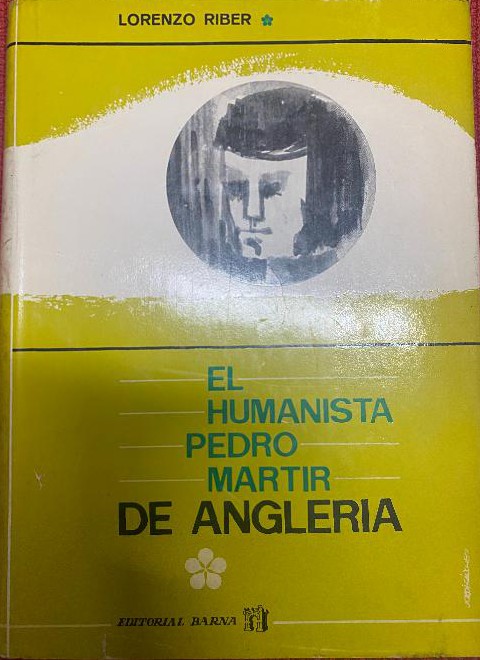 LORENZO RIBER
EL
HUMANISTA
PEDRO
MARTIR
DE ANGLERIA
EDITORIAL BARNA